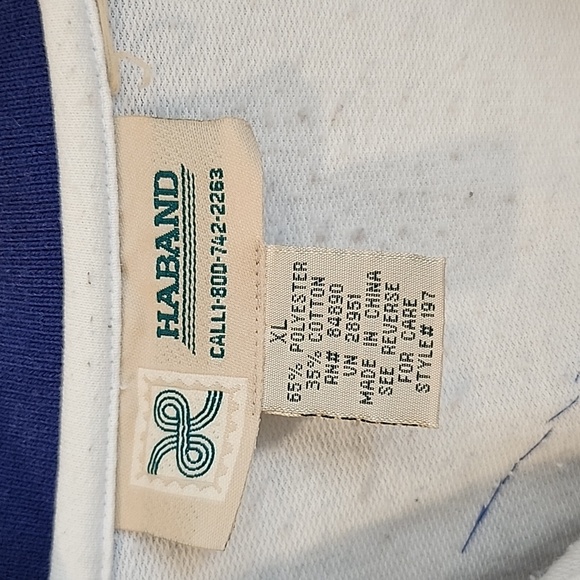 HABAND
CALL1-800-742-2263
XL
65% POLYESTER
35% COTTON
RN# 84890
VN 28951
MADE IN CHINA
SEE REVERSE
FOR CARE
STYLE# 197